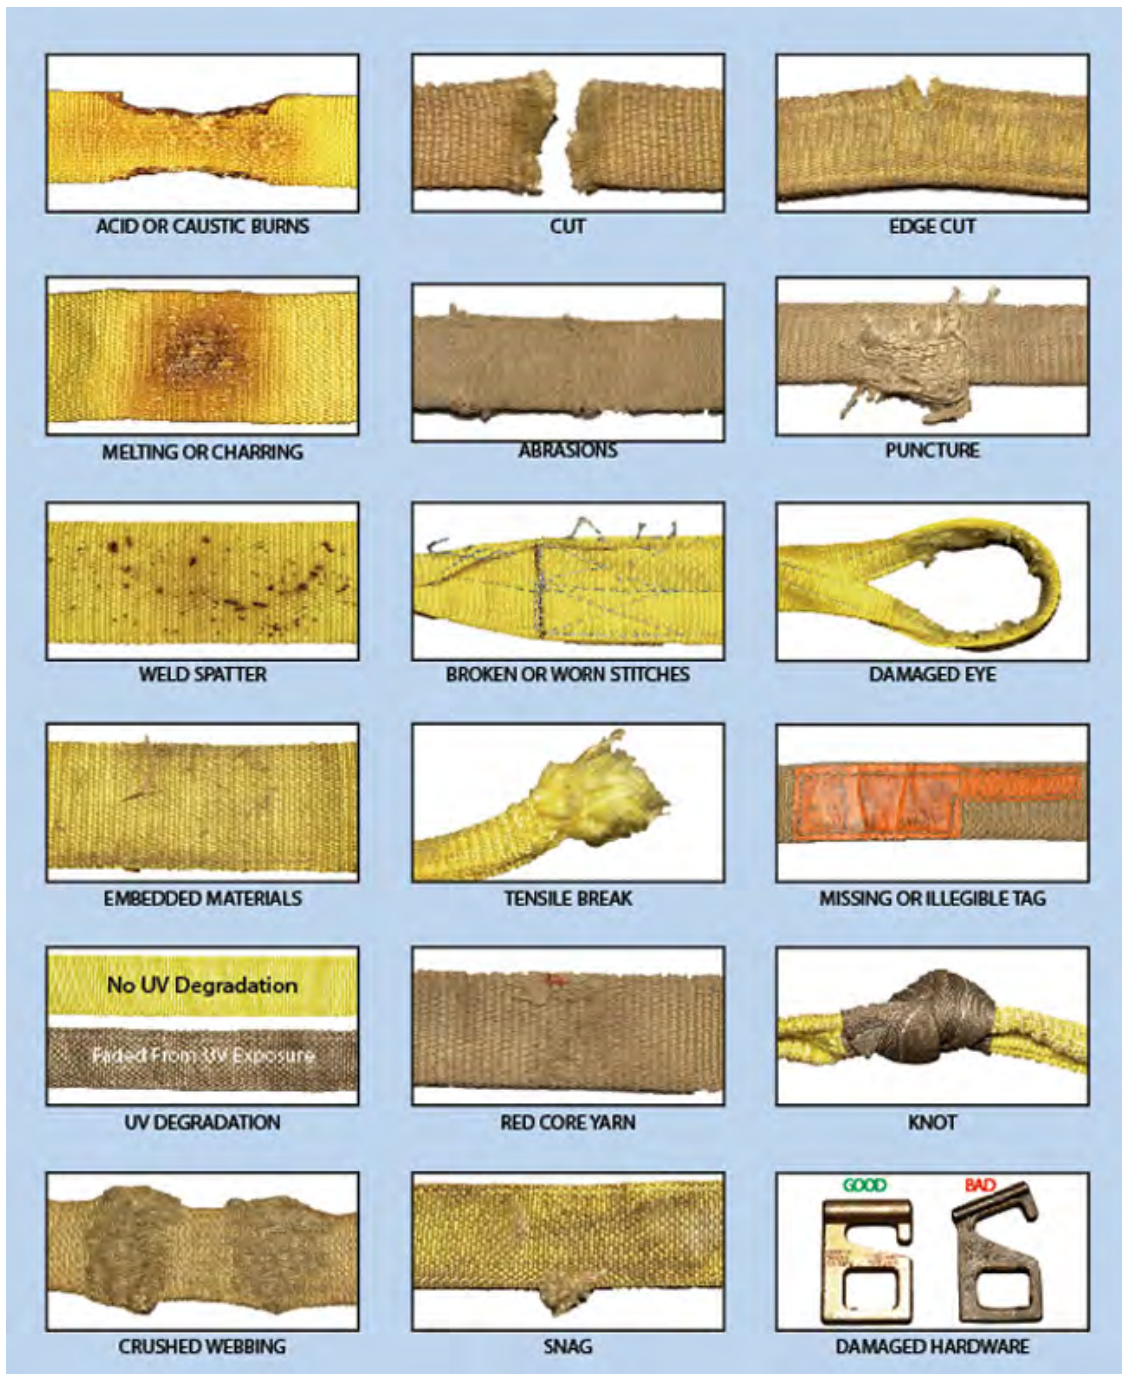 ACID OR CAUSTIC BURNS
CUT
EDGE CUT
MELTING OR CHARRING
ABRASIONS
PUNCTURE
WELD SPATTER
BROKEN OR WORN STITCHES
DAMAGED EYE
EMBEDDED MATERIALS
TENSILE BREAK
MISSING OR ILLEGIBLE TAG
No UV Degradation
Faded From UV Exposure
UV DEGRADATION
RED CORE YARN
KNOT
GOOD
BAD
CRUSHED WEBBING
SNAG
DAMAGED HARDWARE